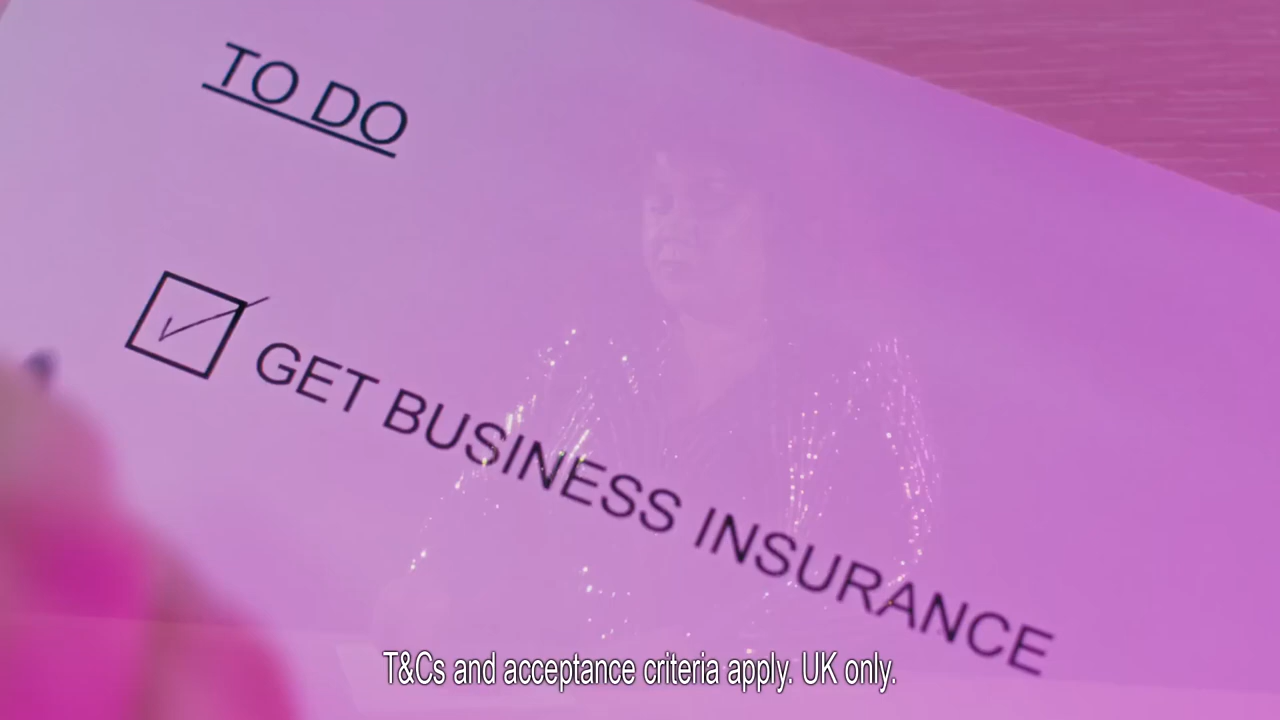 TO DO
GET BUSINESS INSURANCE
T&Cs and acceptance criteria apply. UK only.